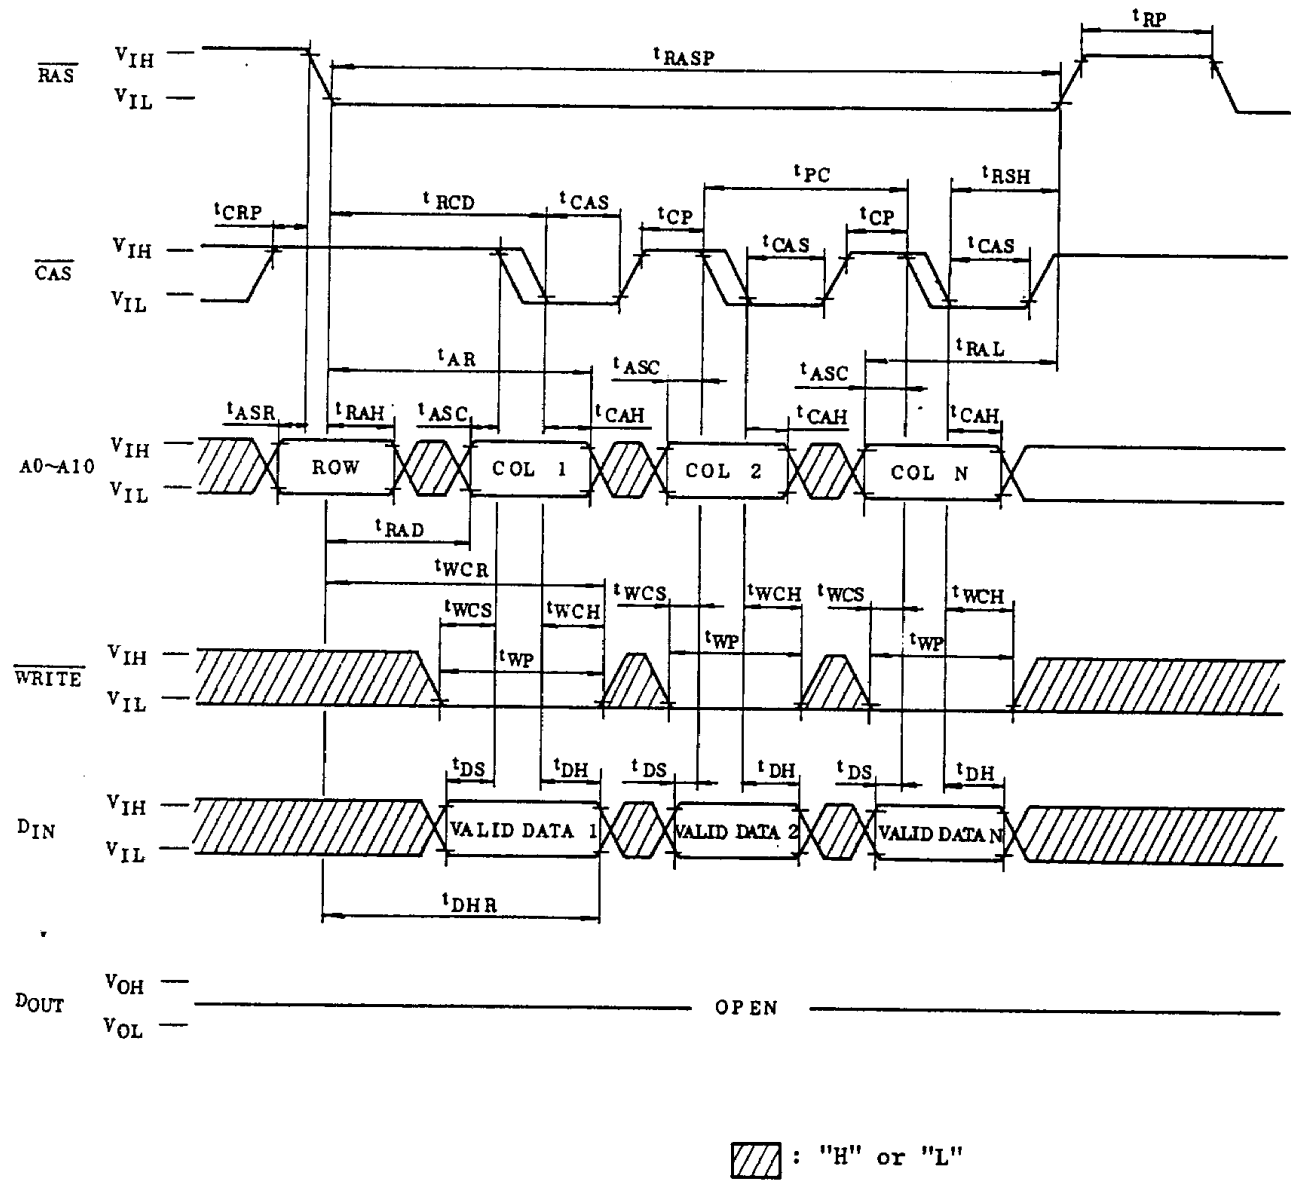 tRP
RAS VIH tRASP
VIL
tPC tRSH
tCRP tRCD tCAS tCP tCP
CAS VIH tCAS tCAS
VIL
tAR tASC tASC tRAL
tASR tRAH tASC tCAH tCAH tCAH
A0~A10 VIH
VIL ROW COL 1 COL 2 COL N
tRAD
tWCR
tWCS tWCH tWCS tWCH tWCS tWCH
tWP tWP tWP
WRITE VIH
VIL
tDS tDH tDS tDH tDS tDH
DIN VIH
VIL VALID DATA 1 VALID DATA 2 VALID DATA N
tDHR
VOH
DOUT OPEN
VOL
: "H" or "L"